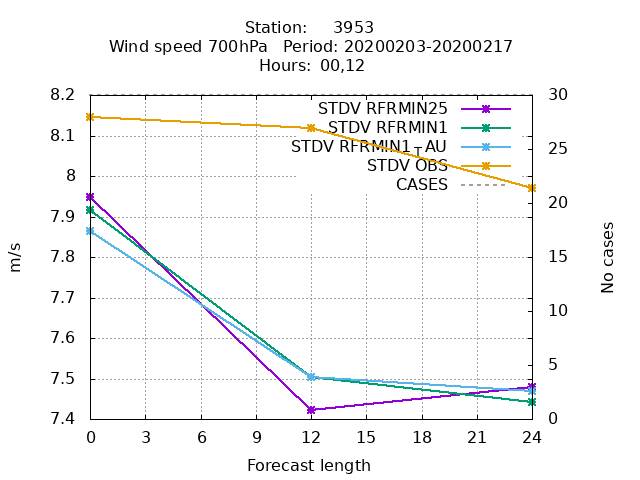 Station: 3953
Wind speed 700hPa Period: 20200203-20200217
Hours: 00,12
8.2
8.1
8
7.9
7.8
7.7
7.6
7.5
7.4
30
25
20
15
10
5
0
STDV RFRMIN25
STDV RFRMIN1
STDV RFRMIN1_AU
STDV OBS
CASES
m/s
No cases
0 3 6 9 12 15 18 21 24
Forecast length